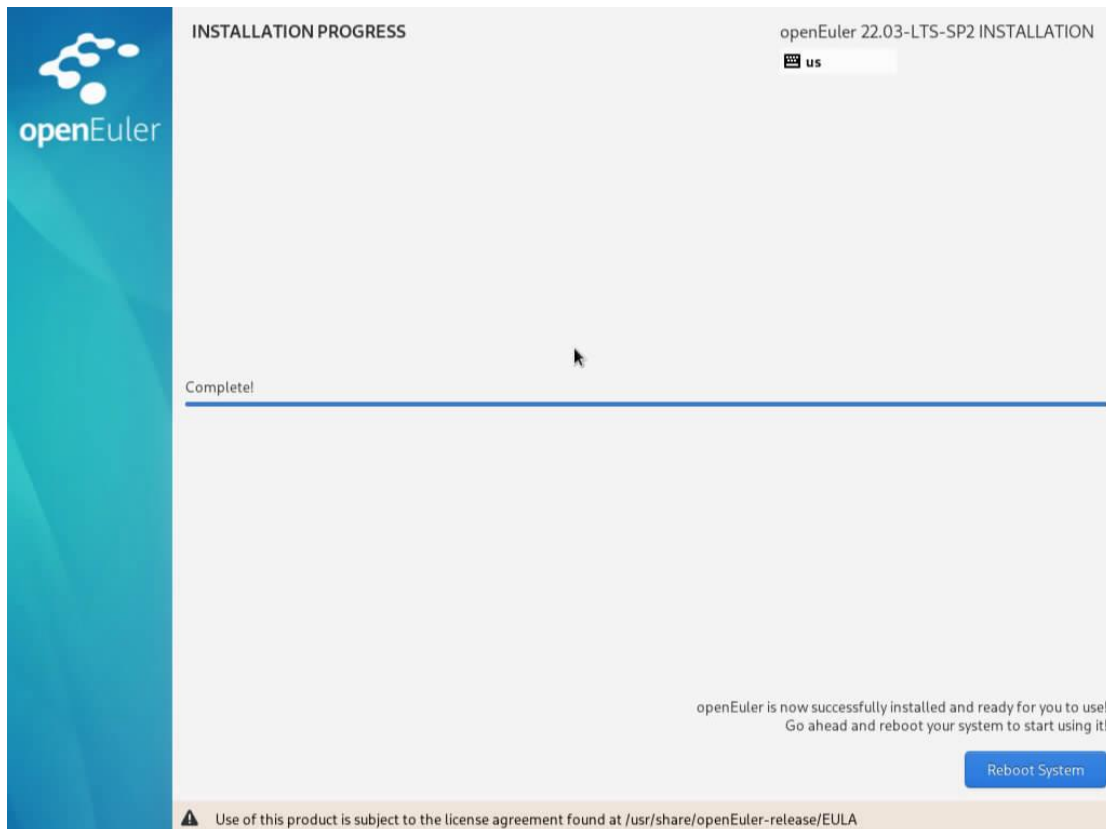 openEuler
INSTALLATION PROGRESS
openEuler 22.03-LTS-SP2 INSTALLATION
us
Complete!
openEuler is now successfully installed and ready for you to use!
Go ahead and reboot your system to start using it!
Reboot System
Use of this product is subject to the license agreement found at /usr/share/openEuler-release/EULA